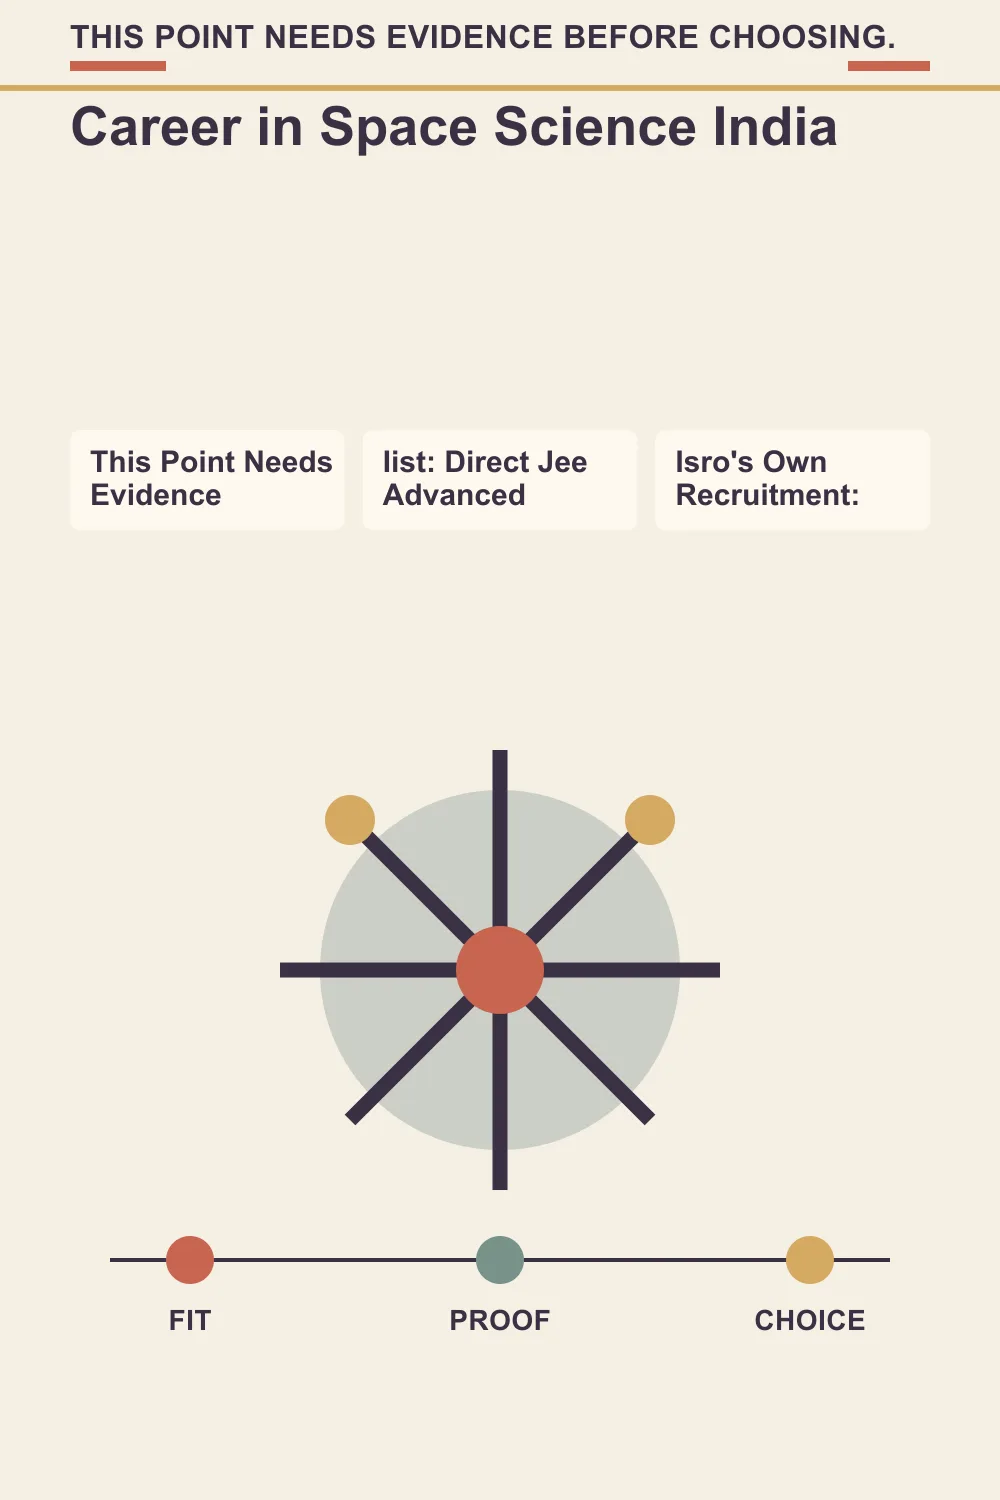 THIS POINT NEEDS EVIDENCE BEFORE CHOOSING.
Career in Space Science India
This Point Needs
Evidence
Iist: Direct Jee
Advanced
Isro's Own
Recruitment:
FIT
PROOF
CHOICE